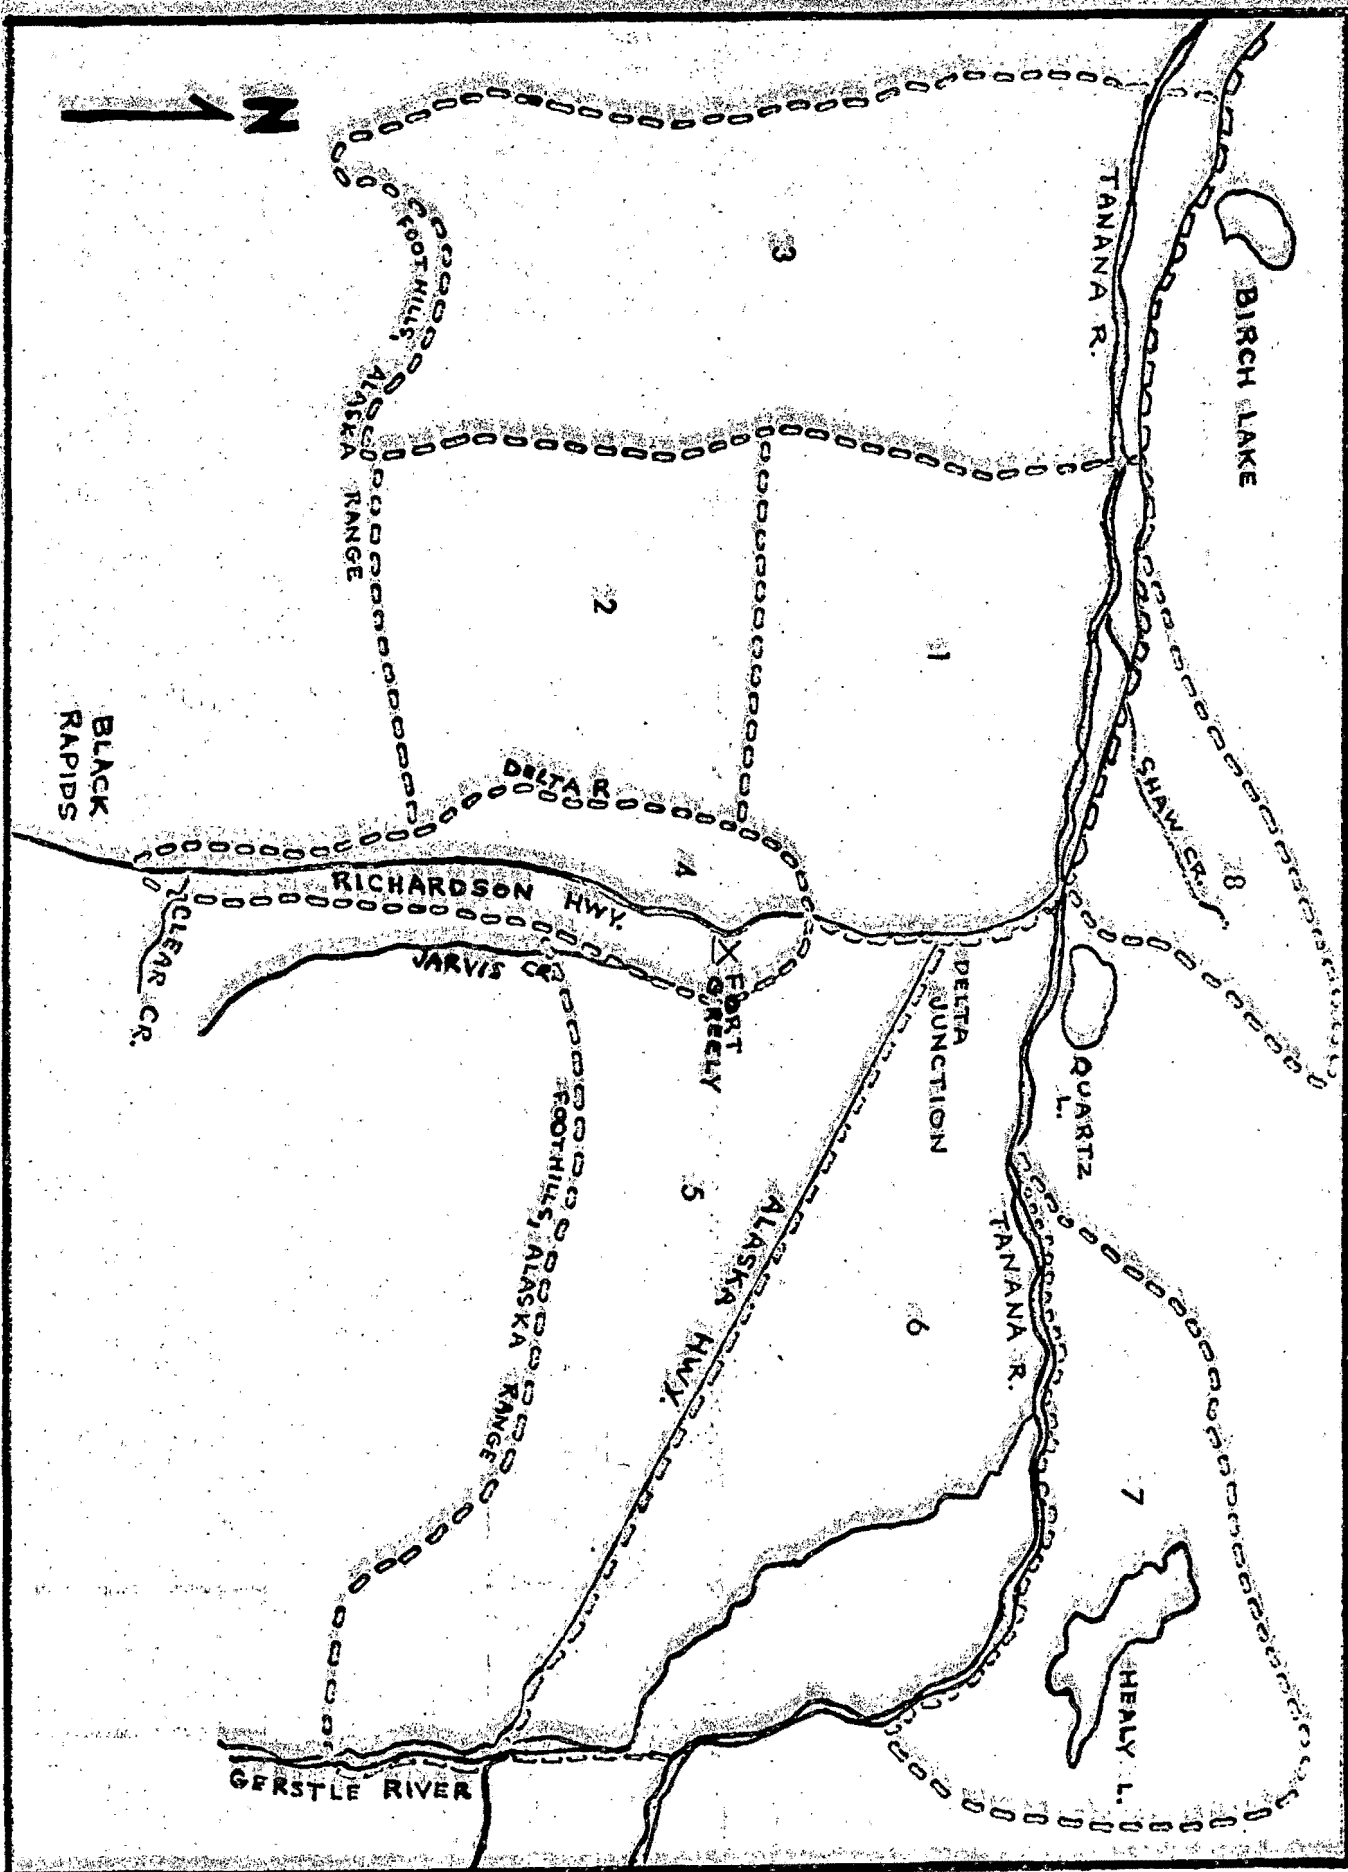 N
BIRCH LAKE
TANANA R.
3
FOOTHILLS,
ALASKA RANGE
2
1
SHAW CR.
8
BLACK
RAPIDS
DELTA R
4
RICHARDSON HWY.
CLEAR CR.
JARVIS CR.
FORT
GREELY
DELTA
JUNCTION
QUARTZ
L.
5
FOOTHILLS, ALASKA RANGE
ALASKA HWY.
6
TANANA R.
7
HEALY L.
GERSTLE RIVER